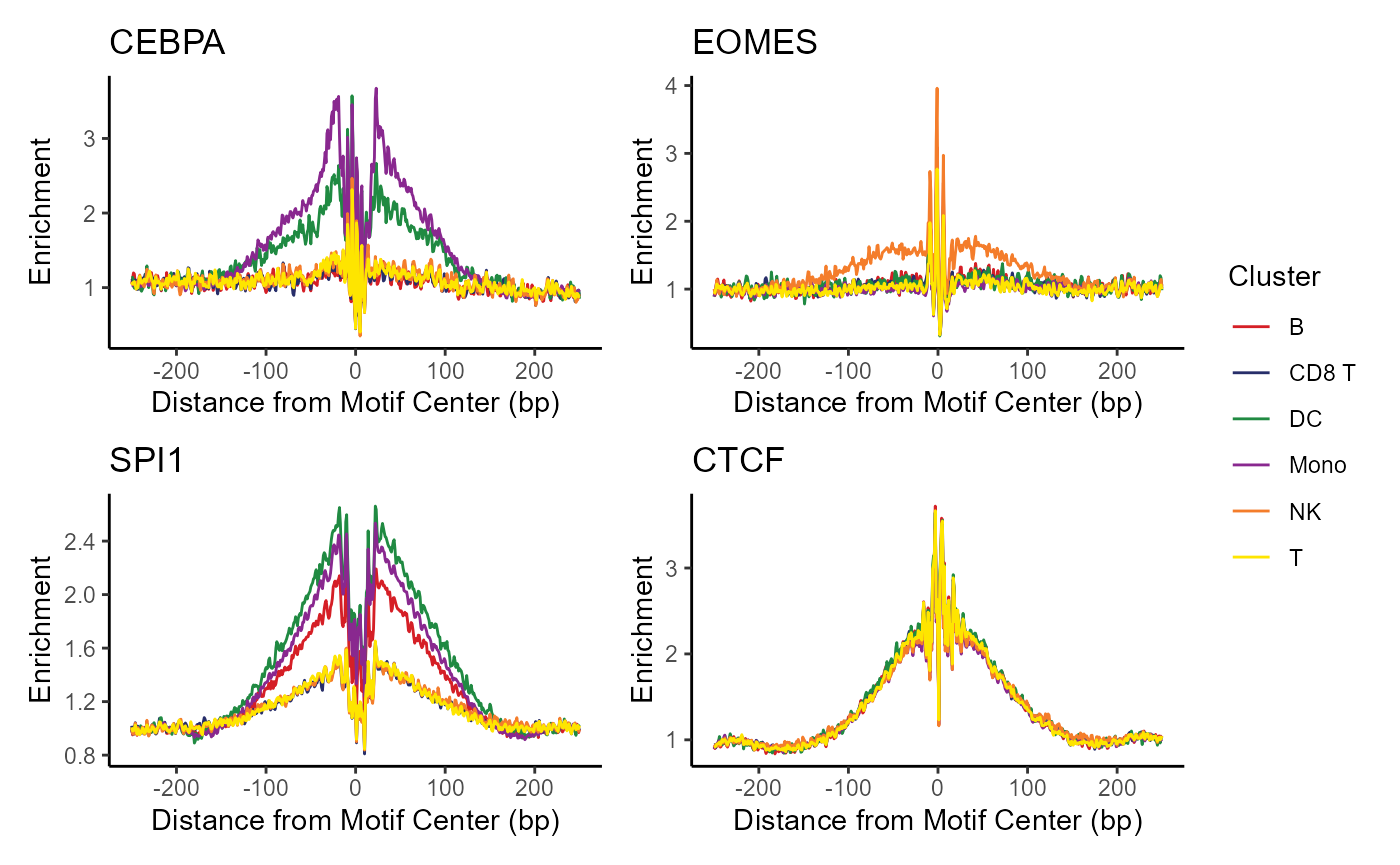 CEBPA
Enrichment
3
2
1
-200 -100 0 100 200
Distance from Motif Center (bp)
EOMES
Enrichment
4
3
2
1
-200 -100 0 100 200
Distance from Motif Center (bp)
SPI1
Enrichment
2.4
2.0
1.6
1.2
0.8
-200 -100 0 100 200
Distance from Motif Center (bp)
CTCF
Enrichment
3
2
1
-200 -100 0 100 200
Distance from Motif Center (bp)
Cluster
B
CD8 T
DC
Mono
NK
T